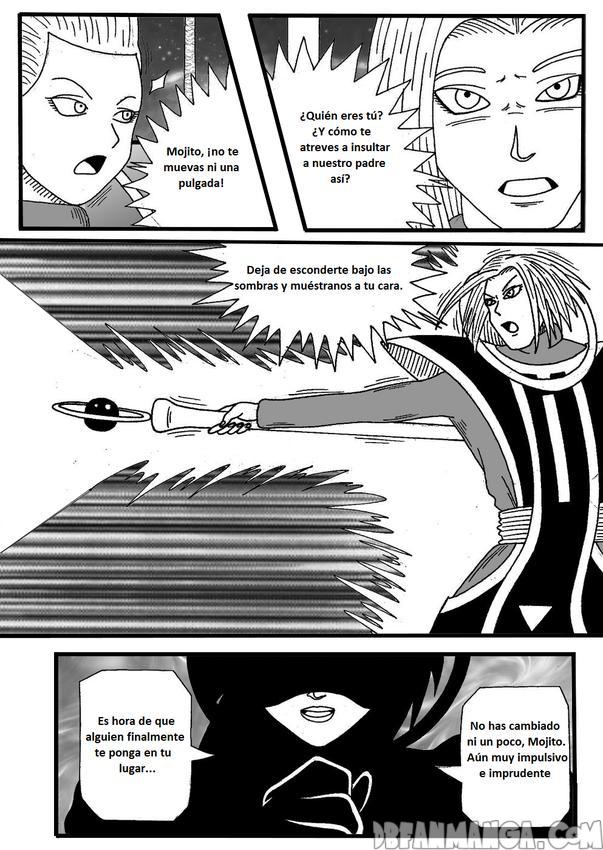 Mojito, ¡no te
muevas ni una
pulgada!
¿Quién eres tú?
¿Y cómo te
atreves a insultar
a nuestro padre
así?
Deja de esconderte bajo las
sombras y muéstranos a tu cara.
Es hora de que
alguien finalmente
te ponga en tu
lugar...
No has cambiado
ni un poco, Mojito.
Aún muy impulsivo
e imprudente
DBFANMANGA.COM